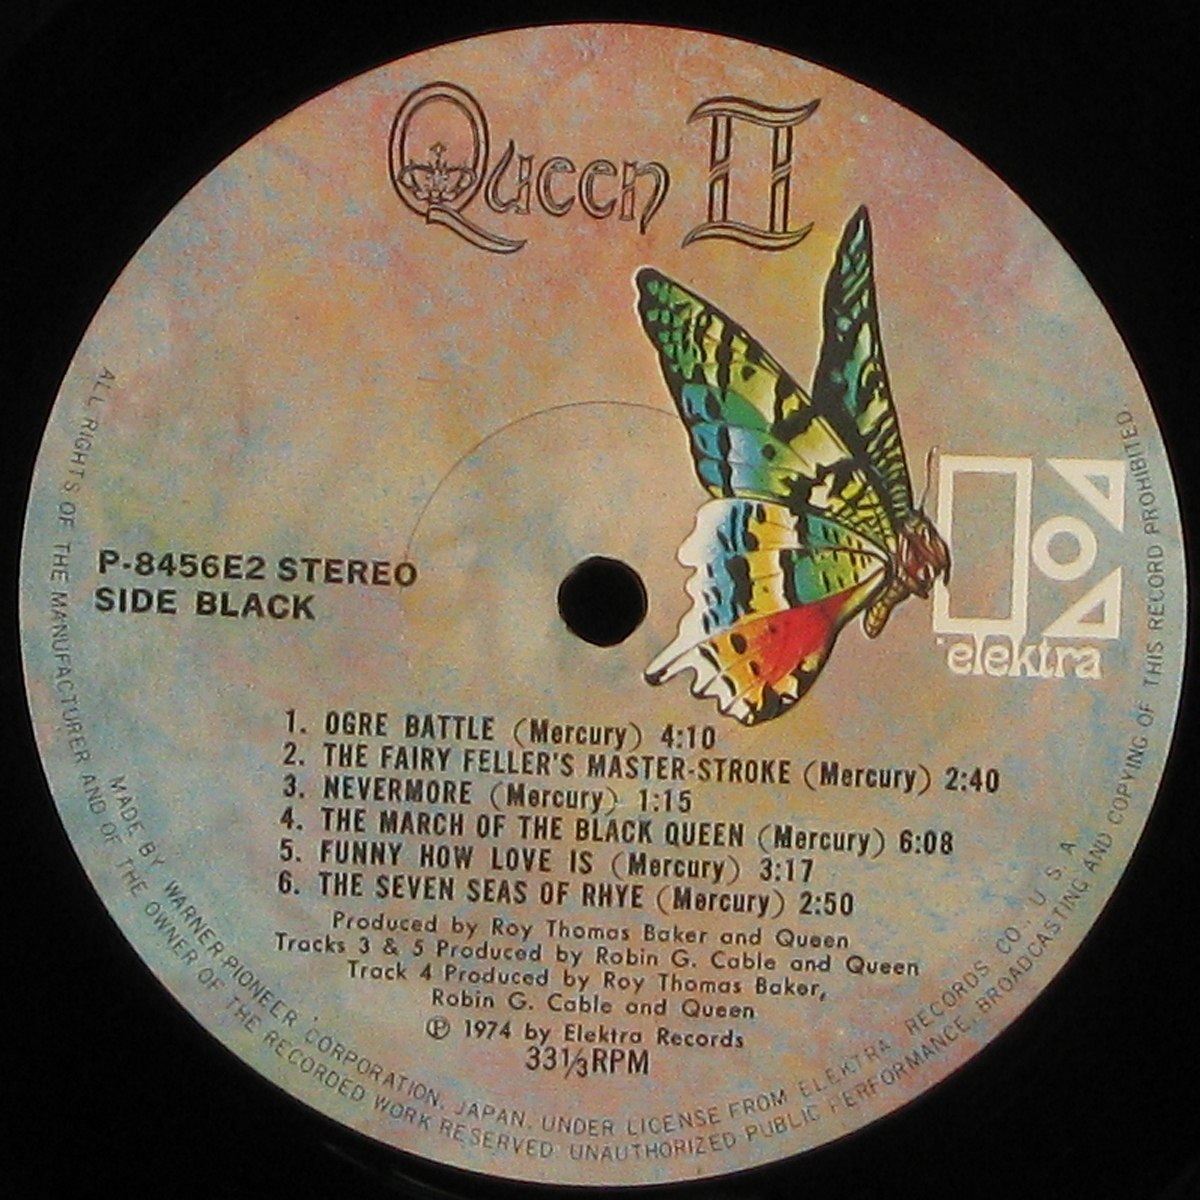 Queen II
elektra
P-8456E2 STEREO
SIDE BLACK
1. OGRE BATTLE (Mercury) 4:10
2. THE FAIRY FELLER'S MASTER-STROKE (Mercury) 2:40
3. NEVERMORE (Mercury) 1:15
4. THE MARCH OF THE BLACK QUEEN (Mercury) 6:08
5. FUNNY HOW LOVE IS (Mercury) 3:17
6. THE SEVEN SEAS OF RHYE (Mercury) 2:50
Produced by Roy Thomas Baker and Queen
Tracks 3 & 5 Produced by Robin G. Cable and Queen
Track 4 Produced by Roy Thomas Baker,
Robin G. Cable and Queen
℗ 1974 by Elektra Records
33⅓RPM
MADE BY WARNER-PIONEER CORPORATION, JAPAN, UNDER LICENSE FROM ELEKTRA RECORDS CO., U.S.A.
ALL RIGHTS OF THE MANUFACTURER AND OF THE OWNER OF THE RECORDED WORK RESERVED. UNAUTHORIZED PUBLIC PERFORMANCE, BROADCASTING AND COPYING OF THIS RECORD PROHIBITED.